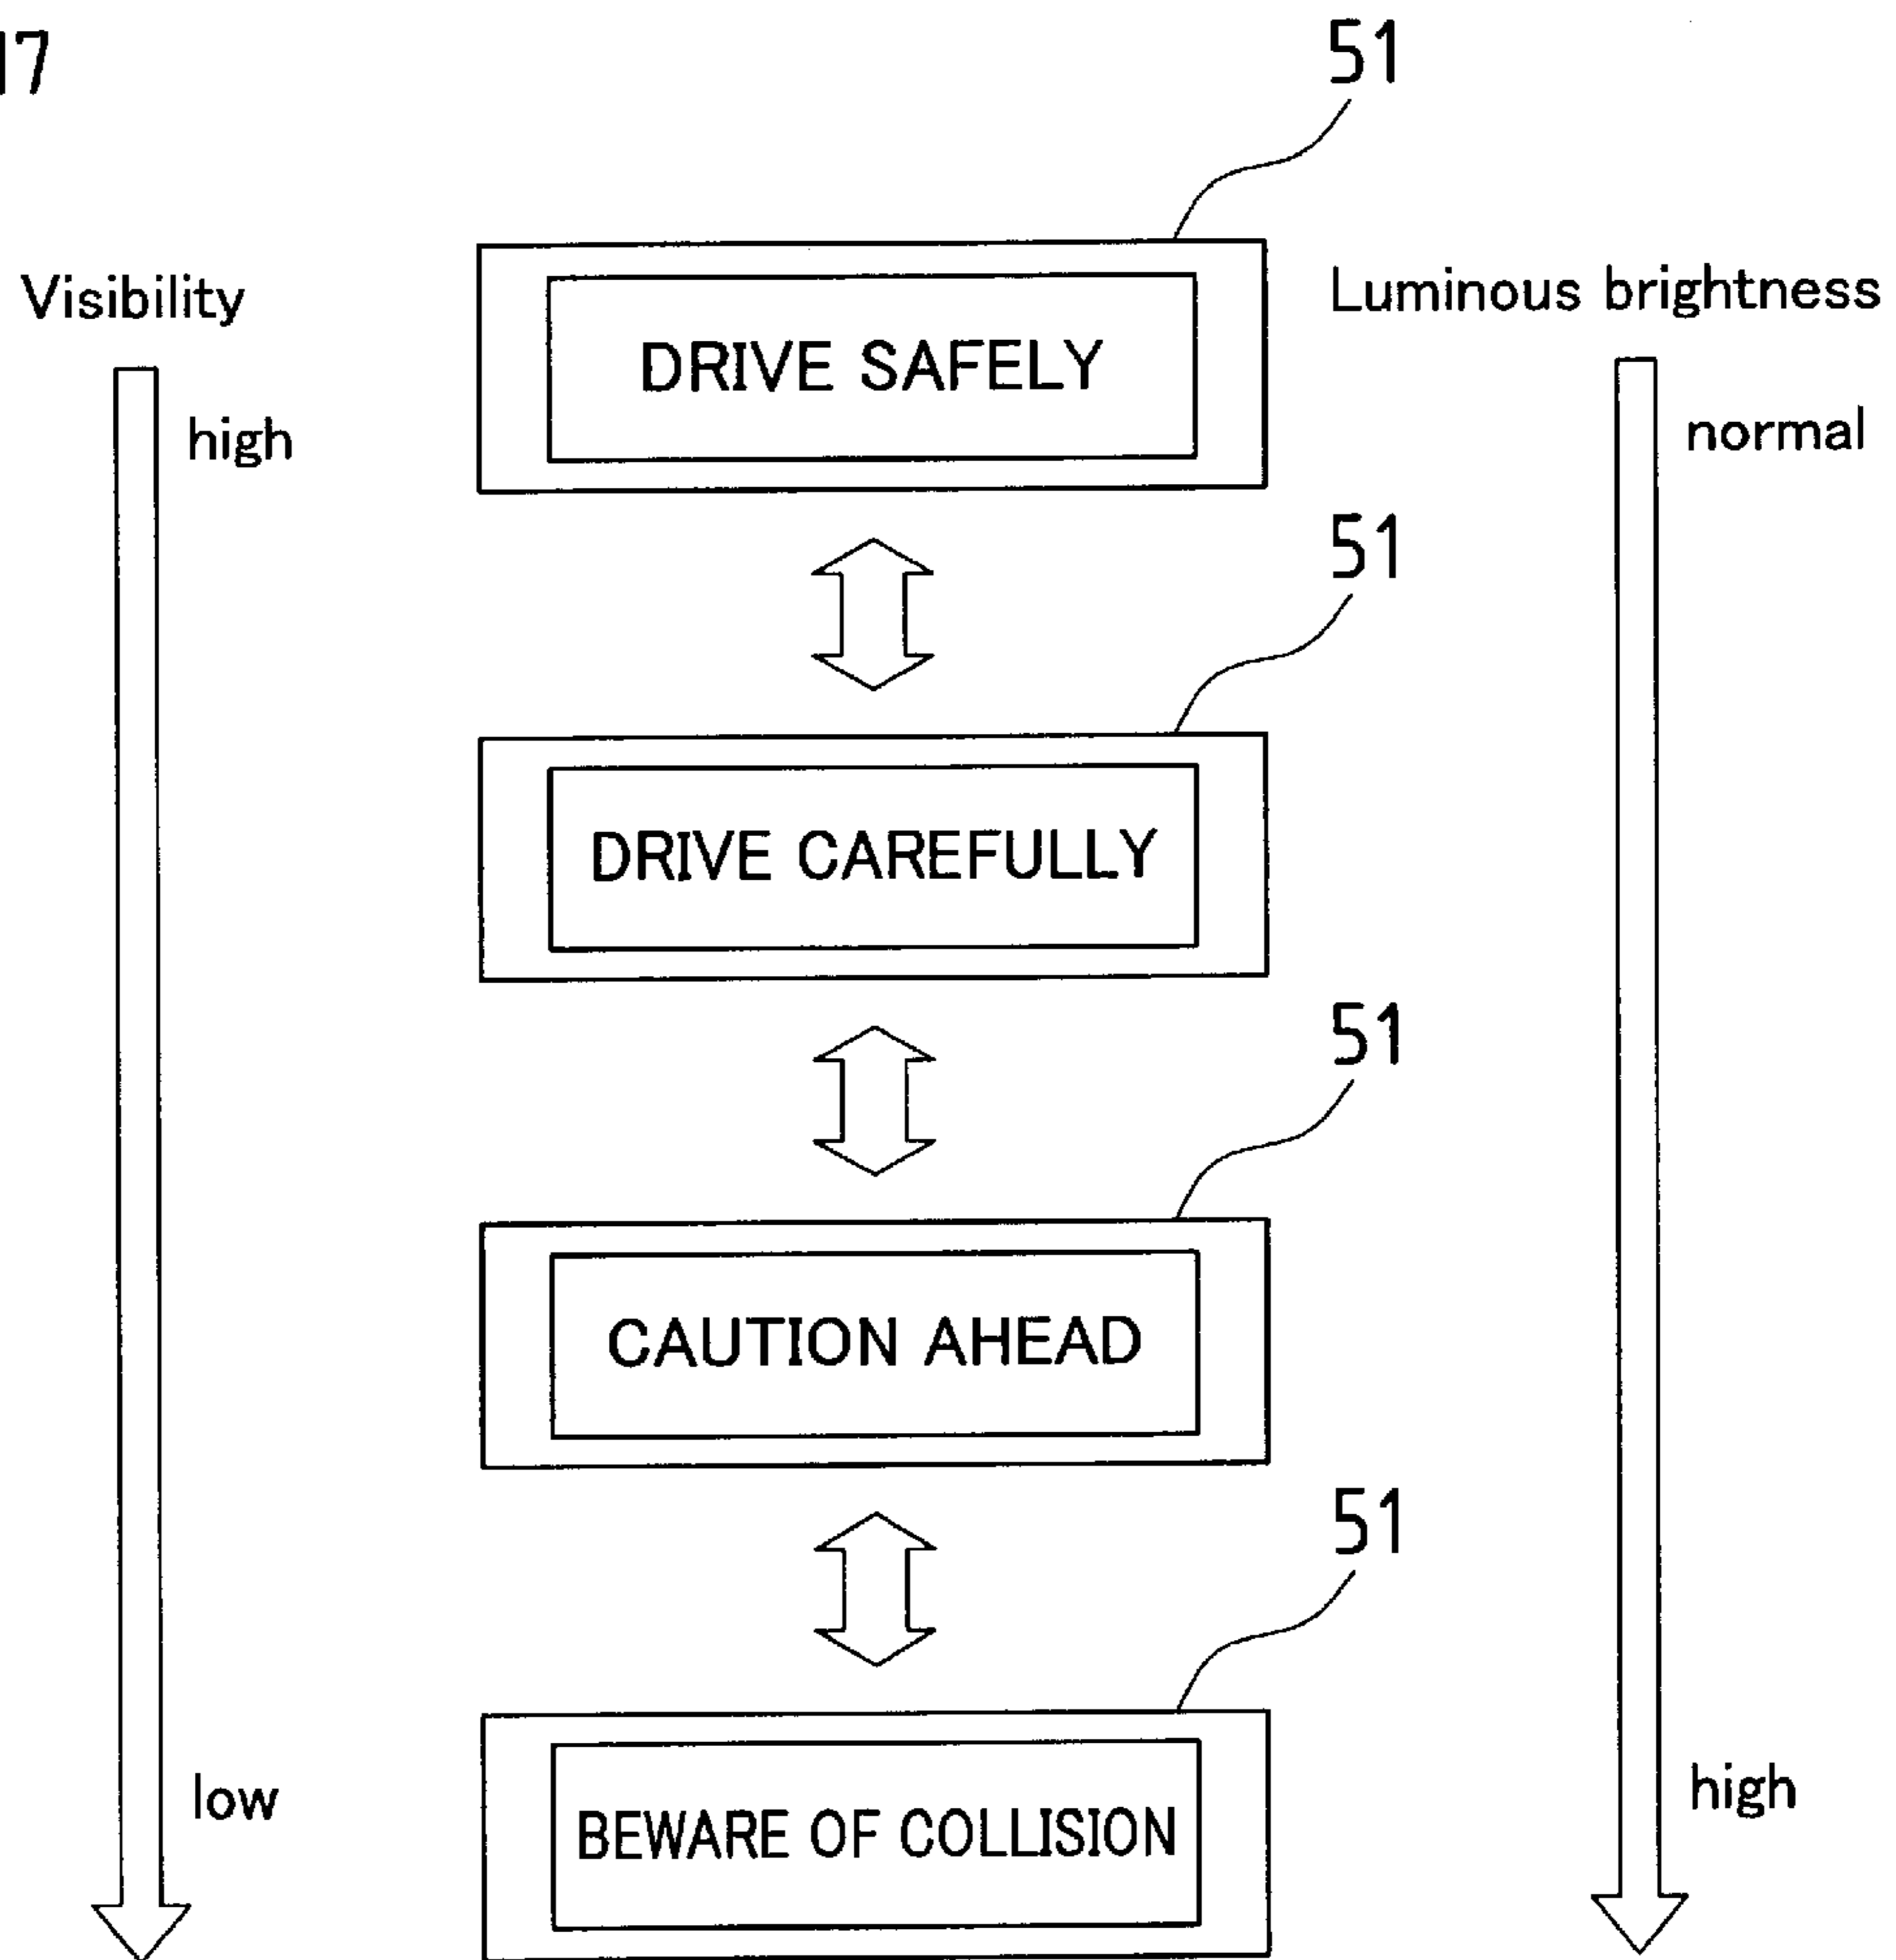 17
51
Visibility
Luminous brightness
DRIVE SAFELY
high
normal
51
DRIVE CAREFULLY
51
CAUTION AHEAD
51
low
high
BEWARE OF COLLISION